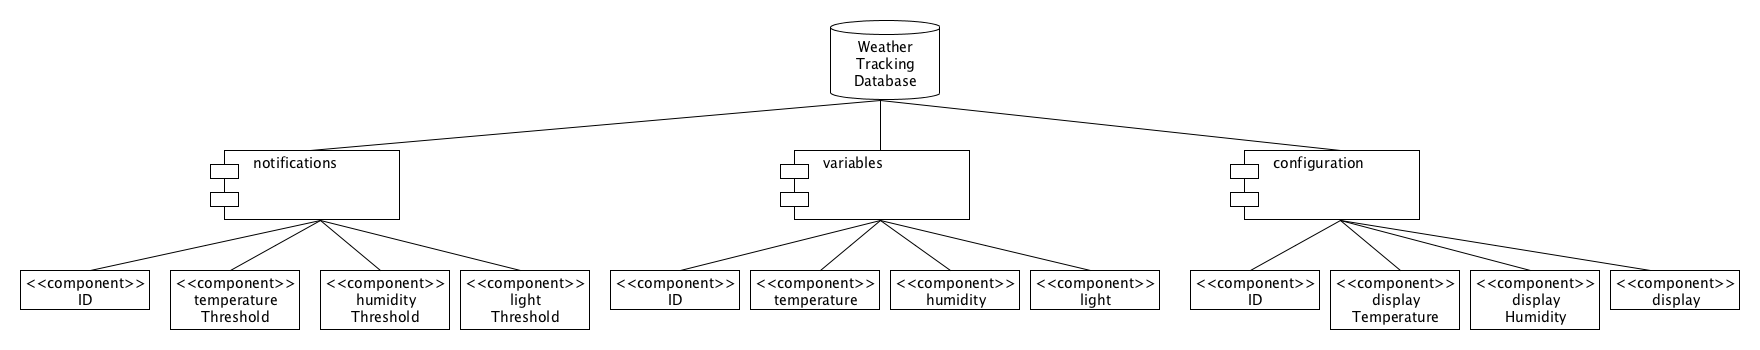 Weather
Tracking
Database
notifications
variables
configuration
<<component>>
ID
<<component>>
temperature
Threshold
<<component>>
humidity
Threshold
<<component>>
light
Threshold
<<component>>
ID
<<component>>
temperature
<<component>>
humidity
<<component>>
light
<<component>>
ID
<<component>>
display
Temperature
<<component>>
display
Humidity
<<component>>
display